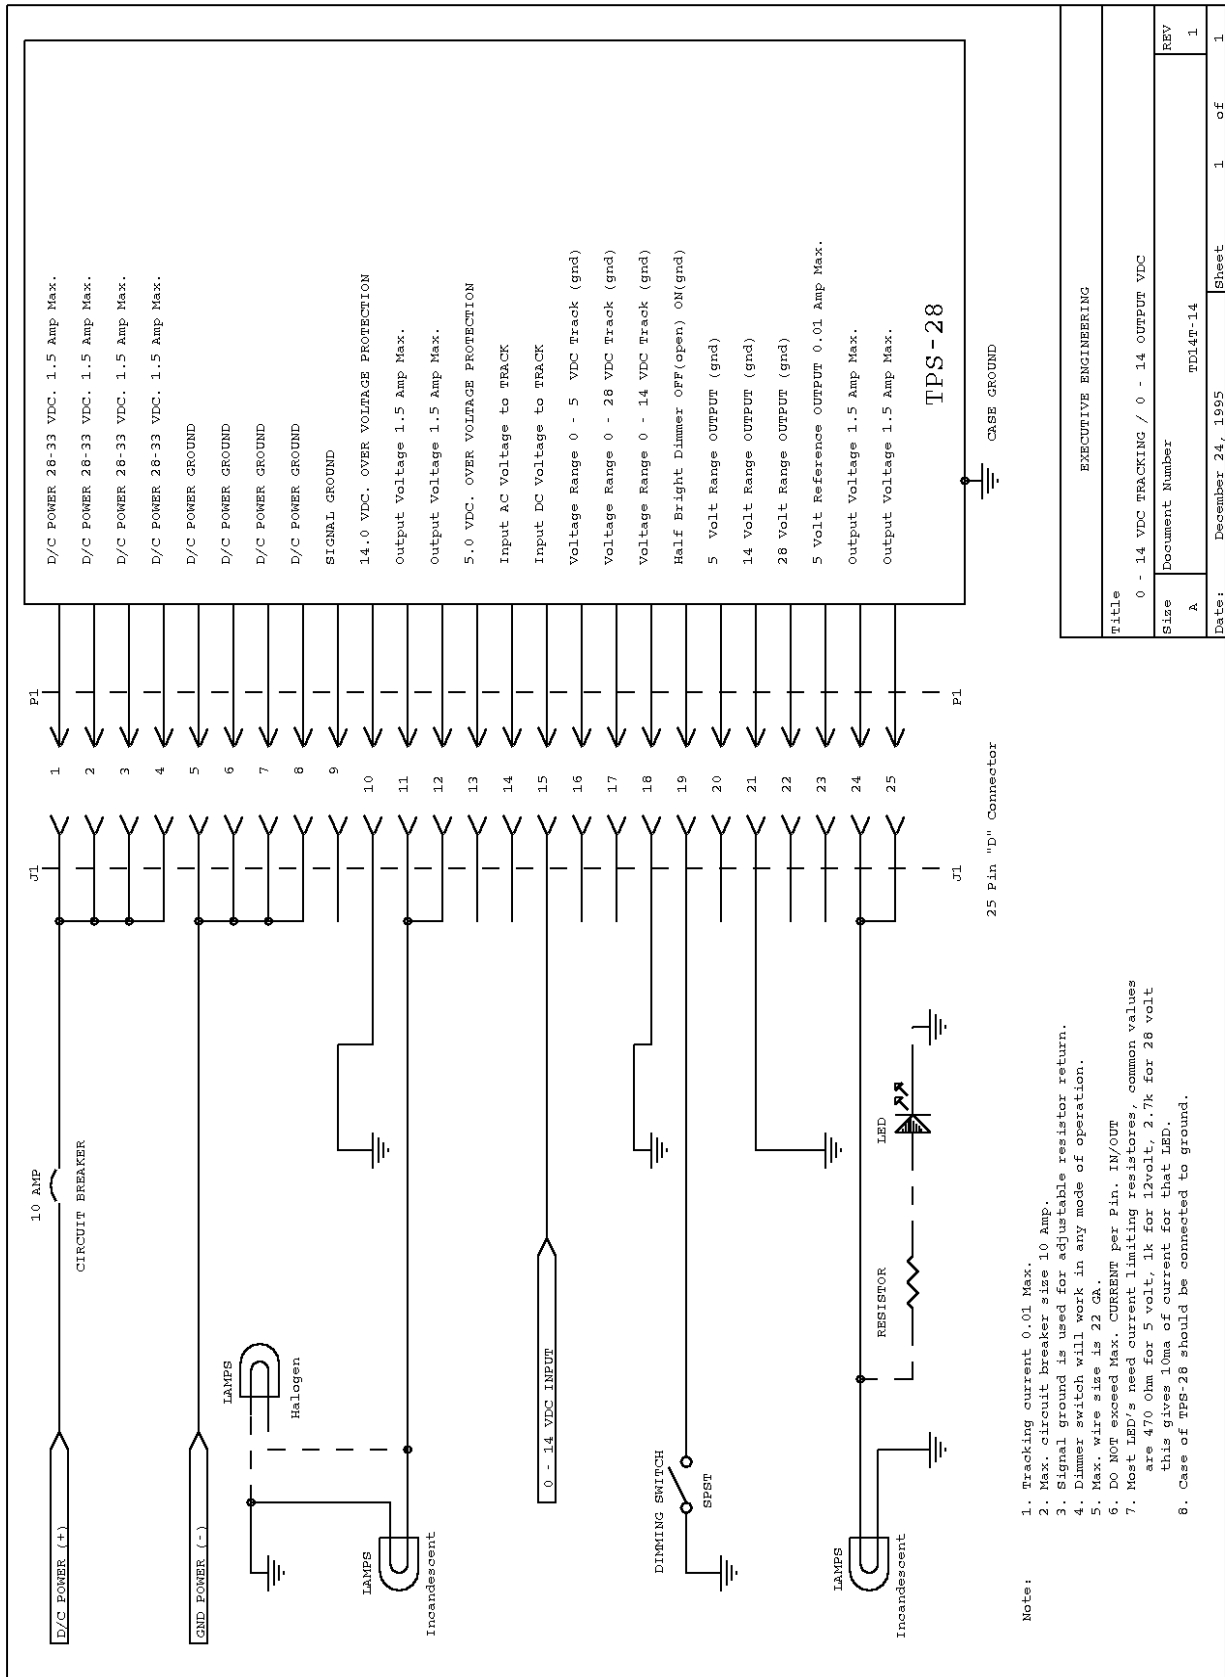 D/C POWER (+)
10 AMP
CIRCUIT BREAKER
GND POWER (-)
LAMPS
Halogen
LAMPS
Incandescent
0 - 14 VDC INPUT
DIMMING SWITCH
SPST
LAMPS
Incandescent
RESISTOR
LED
J1
P1
1
2
3
4
5
6
7
8
9
10
11
12
13
14
15
16
17
18
19
20
21
22
23
24
25
J1
P1
25 Pin "D" Connector
D/C POWER 28-33 VDC. 1.5 Amp Max.
D/C POWER 28-33 VDC. 1.5 Amp Max.
D/C POWER 28-33 VDC. 1.5 Amp Max.
D/C POWER 28-33 VDC. 1.5 Amp Max.
D/C POWER GROUND
D/C POWER GROUND
D/C POWER GROUND
D/C POWER GROUND
SIGNAL GROUND
14.0 VDC. OVER VOLTAGE PROTECTION
Output Voltage 1.5 Amp Max.
Output Voltage 1.5 Amp Max.
5.0 VDC. OVER VOLTAGE PROTECTION
Input AC Voltage to TRACK
Input DC Voltage to TRACK
Voltage Range 0 - 5 VDC Track (gnd)
Voltage Range 0 - 28 VDC Track (gnd)
Voltage Range 0 - 14 VDC Track (gnd)
Half Bright Dimmer OFF(open) ON(gnd)
5 Volt Range OUTPUT (gnd)
14 Volt Range OUTPUT (gnd)
28 Volt Range OUTPUT (gnd)
5 Volt Reference OUTPUT 0.01 Amp Max.
Output Voltage 1.5 Amp Max.
Output Voltage 1.5 Amp Max.
TPS-28
CASE GROUND
Note:
1. Tracking current 0.01 Max.
2. Max. circuit breaker size 10 Amp.
3. Signal ground is used for adjustable resistor return.
4. Dimmer switch will work in any mode of operation.
5. Max. wire size is 22 GA.
6. DO NOT exceed Max. CURRENT per Pin. IN/OUT
7. Most LED's need current limiting resistores, common values
are 470 Ohm for 5 volt, 1k for 12volt, 2.7k for 28 volt
this gives 10ma of current for that LED.
8. Case of TPS-28 should be connected to ground.
EXECUTIVE ENGINEERING
Title
0 - 14 VDC TRACKING / 0 - 14 OUTPUT VDC
Size Document Number REV
A TD14T-14 1
Date: December 24, 1995 Sheet 1 of 1